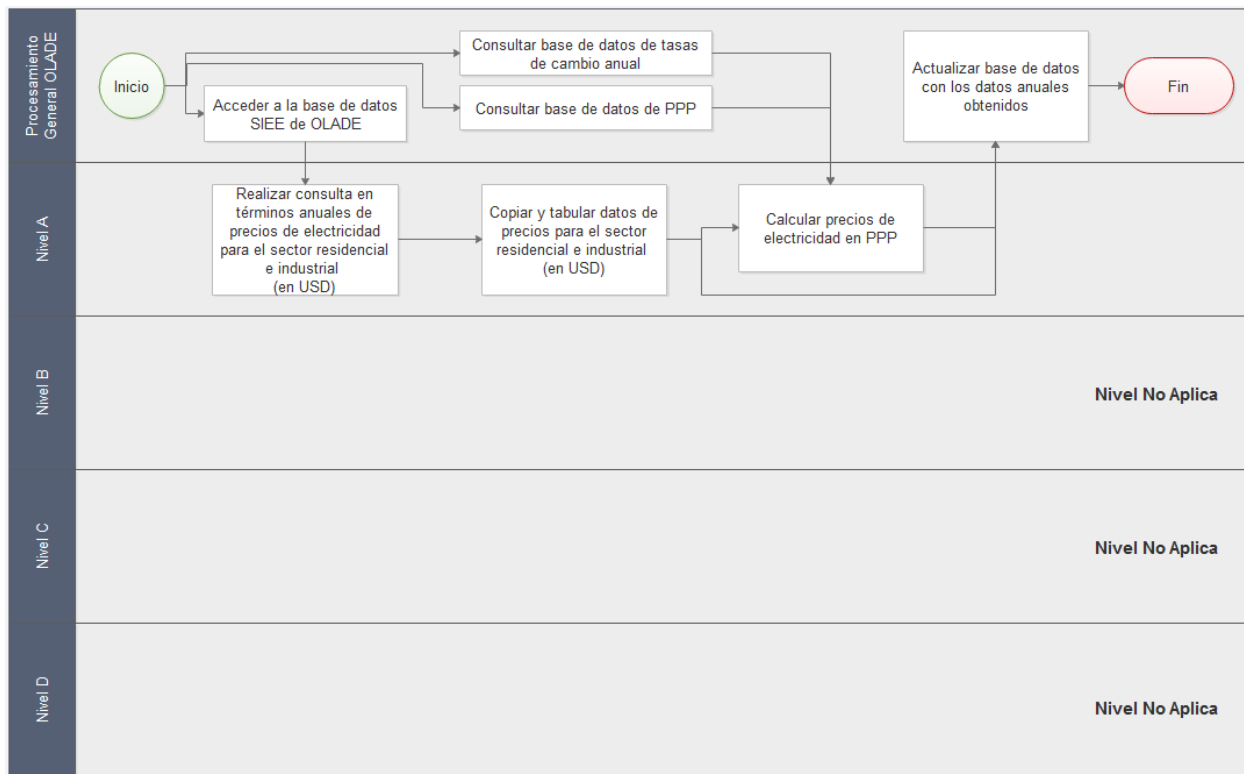 Procesamiento
General OLADE
Inicio
Consultar base de datos de tasas
de cambio anual
Acceder a la base de datos
SIEE de OLADE
Consultar base de datos de PPP
Actualizar base de datos
con los datos anuales
obtenidos
Fin
Nivel A
Realizar consulta en
términos anuales de
precios de electricidad
para el sector residencial
e industrial
(en USD)
Copiar y tabular datos de
precios para el sector
residencial e industrial
(en USD)
Calcular precios de
electricidad en PPP
Nivel B
Nivel No Aplica
Nivel C
Nivel No Aplica
Nivel D
Nivel No Aplica